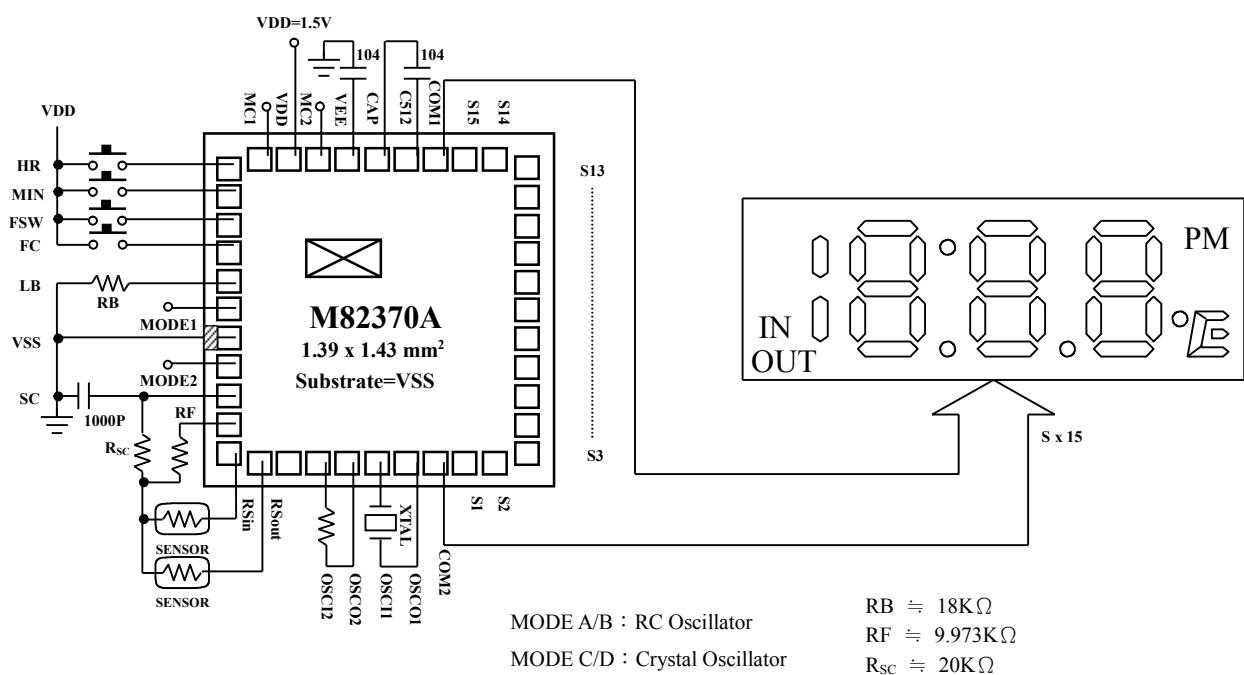 VDD=1.5V
104
104
MC1
VDD
MC2
VEE
CAP
C512
COM1
S15
S14
VDD
HR
MIN
FSW
FC
LB
RB
MODE1
VSS
MODE2
SC
1000P
RF
RSC
M82370A
1.39 x 1.43 mm²
Substrate=VSS
S13
S3
PM
IN
OUT
S x 15
SENSOR
SENSOR
RSin
RSout
OSCI2
OSCO2
XTAL
OSCI1
OSCO1
COM2
S1
S2
MODE A/B：RC Oscillator
MODE C/D：Crystal Oscillator
RB ≒ 18KΩ
RF ≒ 9.973KΩ
RSC ≒ 20KΩ